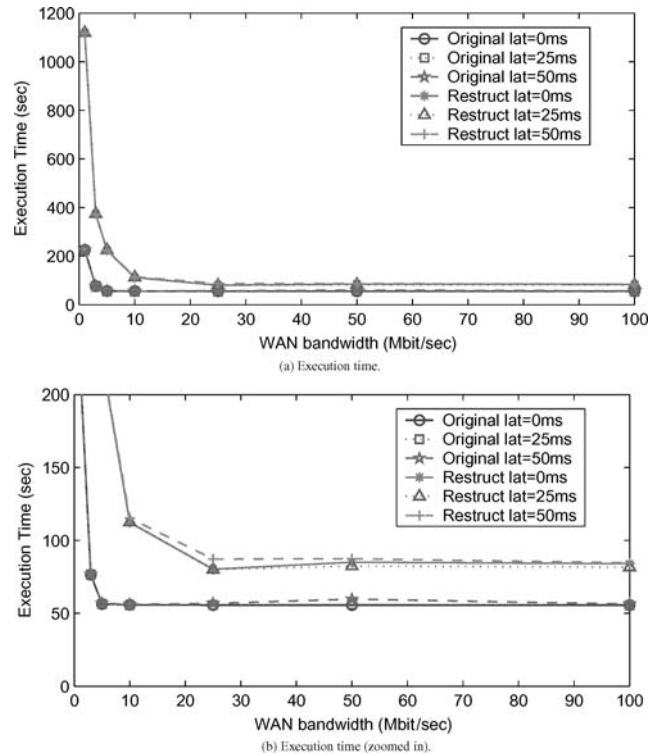 1200
1000
800
600
400
200
0
Execution Time (sec)
Original lat=0ms
Original lat=25ms
Original lat=50ms
Restruct lat=0ms
Restruct lat=25ms
Restruct lat=50ms
0 10 20 30 40 50 60 70 80 90 100
WAN bandwidth (Mbit/sec)
(a) Execution time.
200
150
100
50
0
Execution Time (sec)
Original lat=0ms
Original lat=25ms
Original lat=50ms
Restruct lat=0ms
Restruct lat=25ms
Restruct lat=50ms
0 10 20 30 40 50 60 70 80 90 100
WAN bandwidth (Mbit/sec)
(b) Execution time (zoomed in).